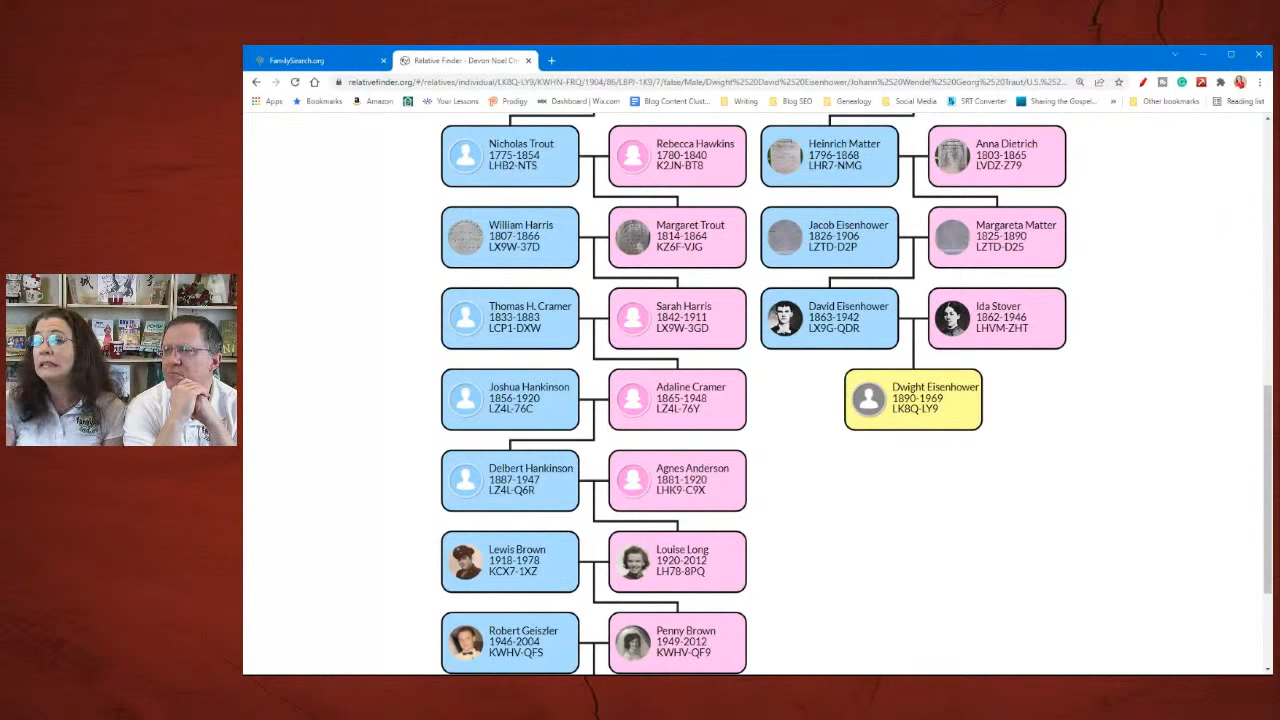 FamilySearch.org
Relative Finder - Devon Noel Ch
relativefinder.org/#/relatives/individual/LK8Q-LY9/KWHN-FRQ/1904/86/LBPJ-1K9/7/false/Male/Dwight%2520David%2520Eisenhower/Johann%2520Wendel%2520Georg%2520Traut/U.S.%252...
Apps
Bookmarks
Amazon
Your Lessons
Prodigy
Dashboard | Wix.com
Blog Content Clust...
Writing
Blog SEO
Genealogy
Social Media
SRT Converter
Sharing the Gospel...
»
Other bookmarks
Reading list
Nicholas Trout
1775-1854
LHB2-NTS
Rebecca Hawkins
1780-1840
K2JN-BT8
Heinrich Matter
1796-1868
LHR7-NMG
Anna Dietrich
1803-1865
LVDZ-Z79
William Harris
1807-1866
LX9W-37D
Margaret Trout
1814-1864
KZ6F-VJG
Jacob Eisenhower
1826-1906
LZTD-D2P
Margareta Matter
1825-1890
LZTD-D25
Thomas H. Cramer
1833-1883
LCP1-DXW
Sarah Harris
1842-1911
LX9W-3GD
David Eisenhower
1863-1942
LX9G-QDR
Ida Stover
1862-1946
LHVM-ZHT
Joshua Hankinson
1856-1920
LZ4L-76C
Adaline Cramer
1865-1948
LZ4L-76Y
Dwight Eisenhower
1890-1969
LK8Q-LY9
Delbert Hankinson
1887-1947
LZ4L-Q6R
Agnes Anderson
1881-1920
LHK9-C9X
Lewis Brown
1918-1978
KCX7-1XZ
Louise Long
1920-2012
LH78-8PQ
Robert Geiszler
1946-2004
KWHV-QFS
Penny Brown
1949-2012
KWHV-QF9